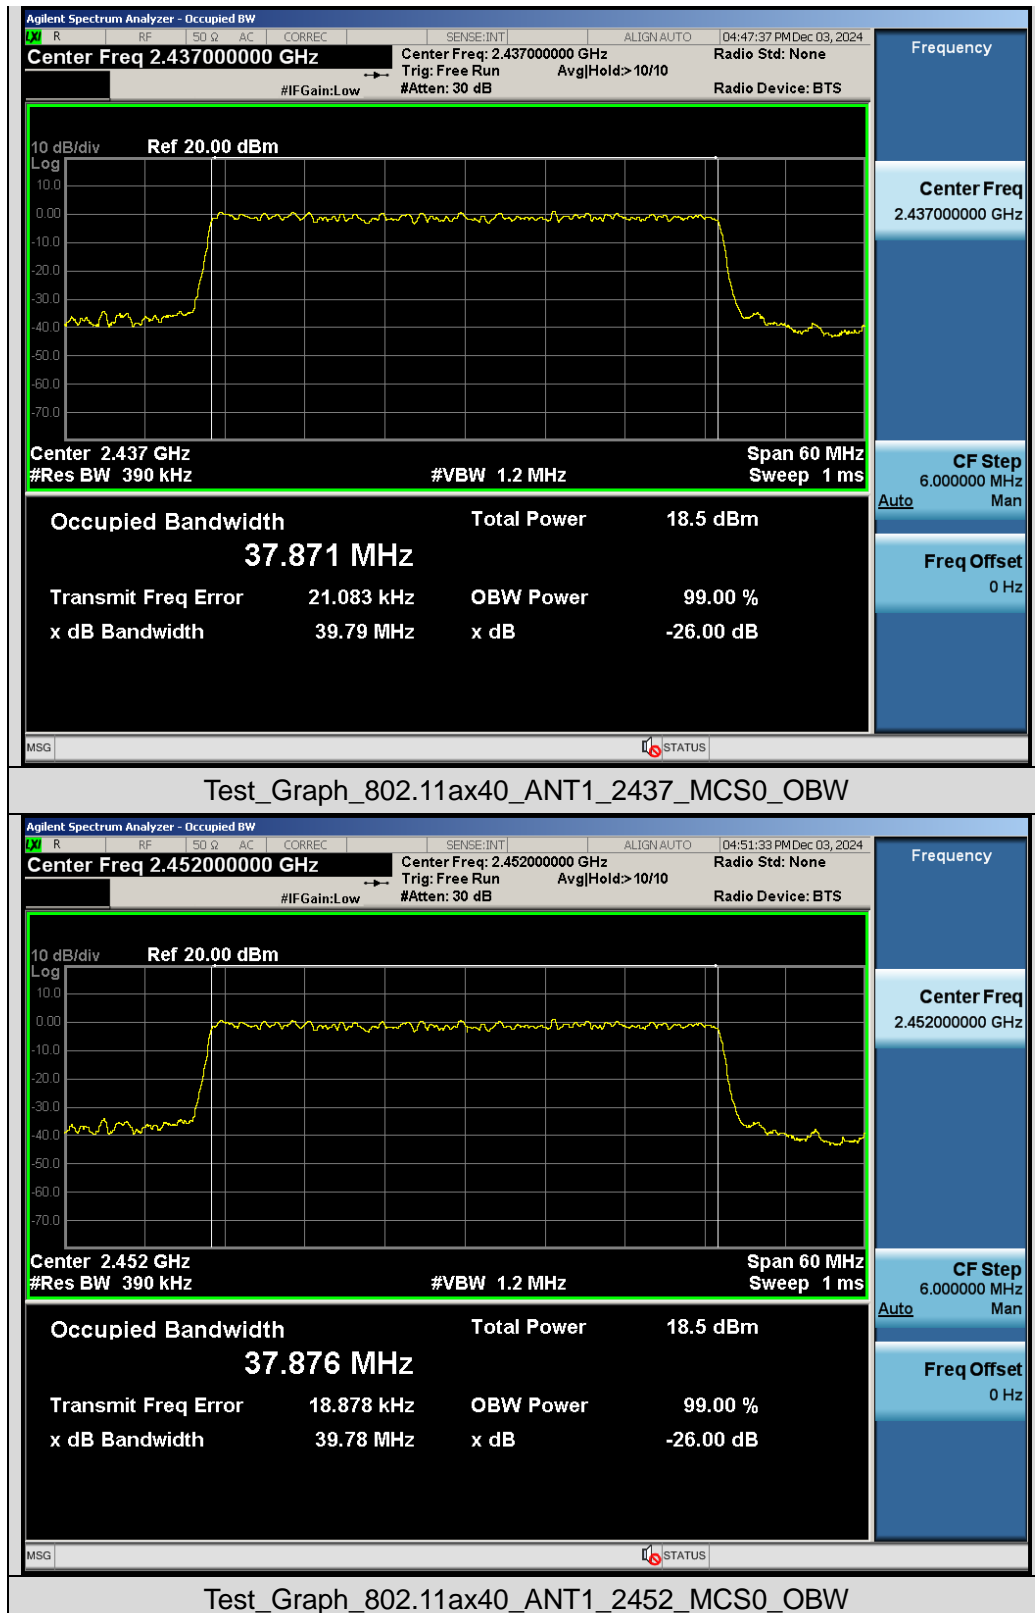 Agilent Spectrum Analyzer - Occupied BW
LXI R RF 50 Ω AC CORREC SENSE:INT ALIGN AUTO 04:47:37 PM Dec 03, 2024
Center Freq 2.437000000 GHz
Center Freq: 2.437000000 GHz
Radio Std: None
Trig: Free Run Avg|Hold:>10/10
#IFGain:Low #Atten: 30 dB Radio Device: BTS
Frequency
10 dB/div Ref 20.00 dBm
Log
10.0
0.00
-10.0
-20.0
-30.0
-40.0
-50.0
-60.0
-70.0
Center 2.437 GHz Span 60 MHz
#Res BW 390 kHz #VBW 1.2 MHz Sweep 1 ms
Center Freq
2.437000000 GHz
CF Step
6.000000 MHz
Auto Man
Freq Offset
0 Hz
Occupied Bandwidth Total Power 18.5 dBm
37.871 MHz
Transmit Freq Error 21.083 kHz OBW Power 99.00 %
x dB Bandwidth 39.79 MHz x dB -26.00 dB
MSG STATUS
Test_Graph_802.11ax40_ANT1_2437_MCS0_OBW
Agilent Spectrum Analyzer - Occupied BW
LXI R RF 50 Ω AC CORREC SENSE:INT ALIGN AUTO 04:51:33 PM Dec 03, 2024
Center Freq 2.452000000 GHz
Center Freq: 2.452000000 GHz
Radio Std: None
Trig: Free Run Avg|Hold:>10/10
#IFGain:Low #Atten: 30 dB Radio Device: BTS
Frequency
10 dB/div Ref 20.00 dBm
Log
10.0
0.00
-10.0
-20.0
-30.0
-40.0
-50.0
-60.0
-70.0
Center 2.452 GHz Span 60 MHz
#Res BW 390 kHz #VBW 1.2 MHz Sweep 1 ms
Center Freq
2.452000000 GHz
CF Step
6.000000 MHz
Auto Man
Freq Offset
0 Hz
Occupied Bandwidth Total Power 18.5 dBm
37.876 MHz
Transmit Freq Error 18.878 kHz OBW Power 99.00 %
x dB Bandwidth 39.78 MHz x dB -26.00 dB
MSG STATUS
Test_Graph_802.11ax40_ANT1_2452_MCS0_OBW